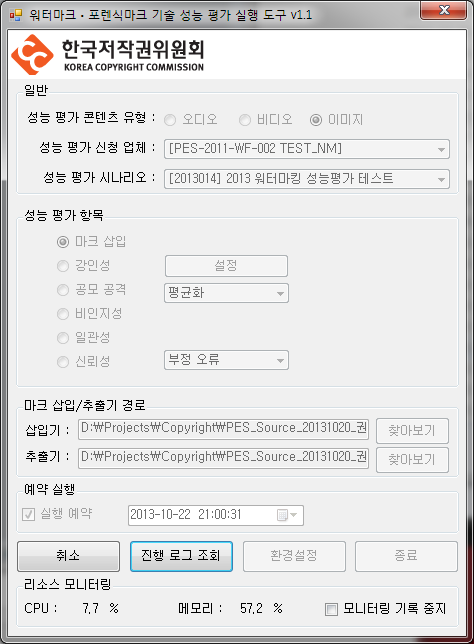 워터마크 · 포렌식마크 기술 성능 평가 실행 도구 v1.1
한국저작권위원회
KOREA COPYRIGHT COMMISSION
일반
성능 평가 콘텐츠 유형 : 오디오 비디오 이미지
성능 평가 신청 업체 : [PES-2011-WF-002 TEST_NM]
성능 평가 시나리오 : [2013014] 2013 워터마킹 성능평가 테스트
성능 평가 항목
마크 삽입
강인성 설정
공모 공격 평균화
비인지성
일관성
신뢰성 부정 오류
마크 삽입/추출기 경로
삽입기 : D:₩Projects₩Copyright₩PES_Source_20131020_권 찾아보기
추출기 : D:₩Projects₩Copyright₩PES_Source_20131020_권 찾아보기
예약 실행
실행 예약 2013-10-22 21:00:31
취소 진행 로그 조회 환경설정 종료
리소스 모니터링
CPU : 7.7 % 메모리 : 57.2 % 모니터링 기록 중지